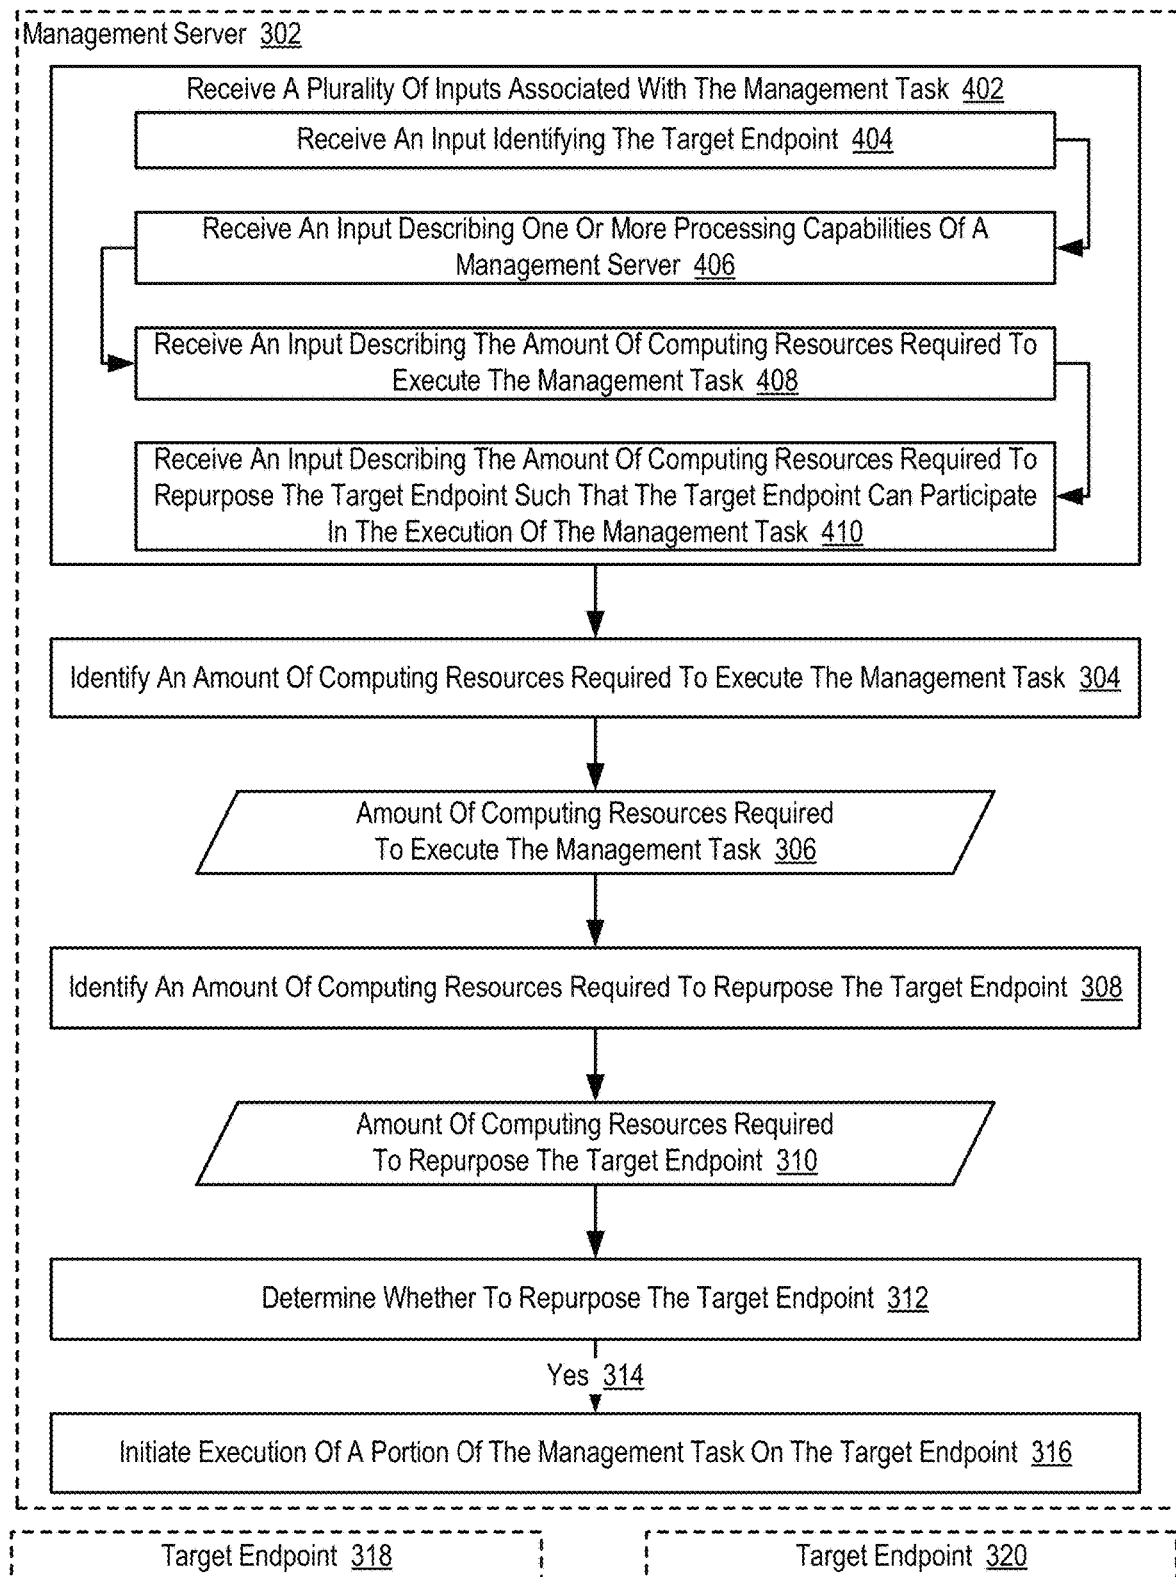 Management Server 302
Receive A Plurality Of Inputs Associated With The Management Task 402
Receive An Input Identifying The Target Endpoint 404
Receive An Input Describing One Or More Processing Capabilities Of A
Management Server 406
Receive An Input Describing The Amount Of Computing Resources Required To
Execute The Management Task 408
Receive An Input Describing The Amount Of Computing Resources Required To
Repurpose The Target Endpoint Such That The Target Endpoint Can Participate
In The Execution Of The Management Task 410
Identify An Amount Of Computing Resources Required To Execute The Management Task 304
Amount Of Computing Resources Required
To Execute The Management Task 306
Identify An Amount Of Computing Resources Required To Repurpose The Target Endpoint 308
Amount Of Computing Resources Required
To Repurpose The Target Endpoint 310
Determine Whether To Repurpose The Target Endpoint 312
Yes 314
Initiate Execution Of A Portion Of The Management Task On The Target Endpoint 316
Target Endpoint 318
Target Endpoint 320